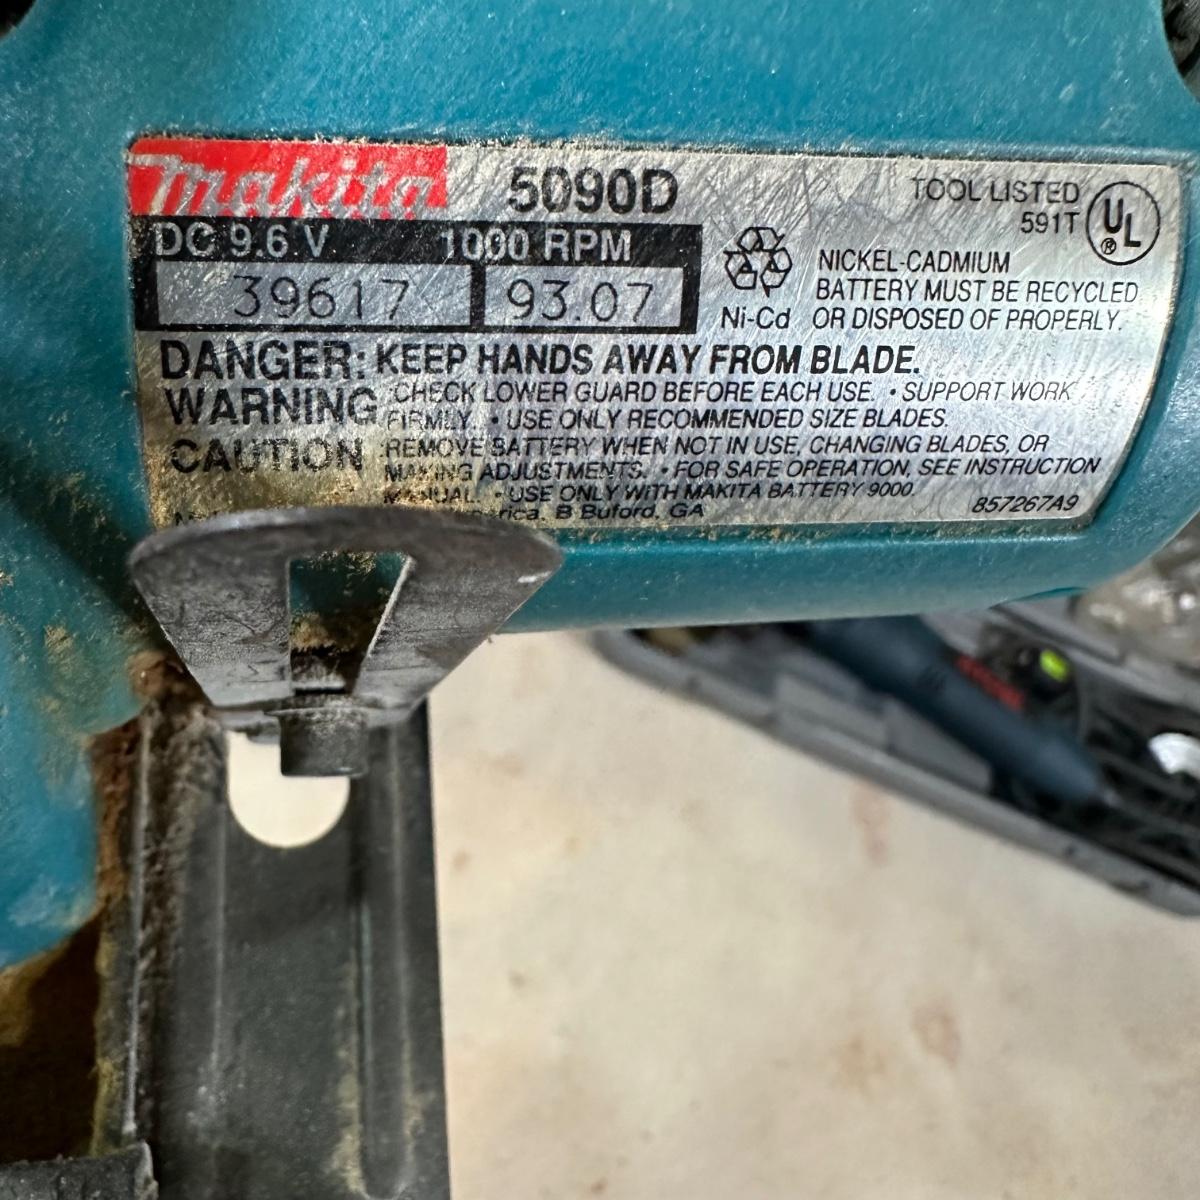 makita 5090D
TOOL LISTED
591T
UL
®
DC 9.6 V 1000 RPM
39617 93.07
Ni-Cd
NICKEL-CADMIUM
BATTERY MUST BE RECYCLED
OR DISPOSED OF PROPERLY.
DANGER: KEEP HANDS AWAY FROM BLADE.
WARNING •CHECK LOWER GUARD BEFORE EACH USE. • SUPPORT WORK
FIRMLY. • USE ONLY RECOMMENDED SIZE BLADES.
CAUTION •REMOVE BATTERY WHEN NOT IN USE, CHANGING BLADES, OR
MAKING ADJUSTMENTS. • FOR SAFE OPERATION, SEE INSTRUCTION
MANUAL. • USE ONLY WITH MAKITA BATTERY 9000.
B Buford, GA
857267A9